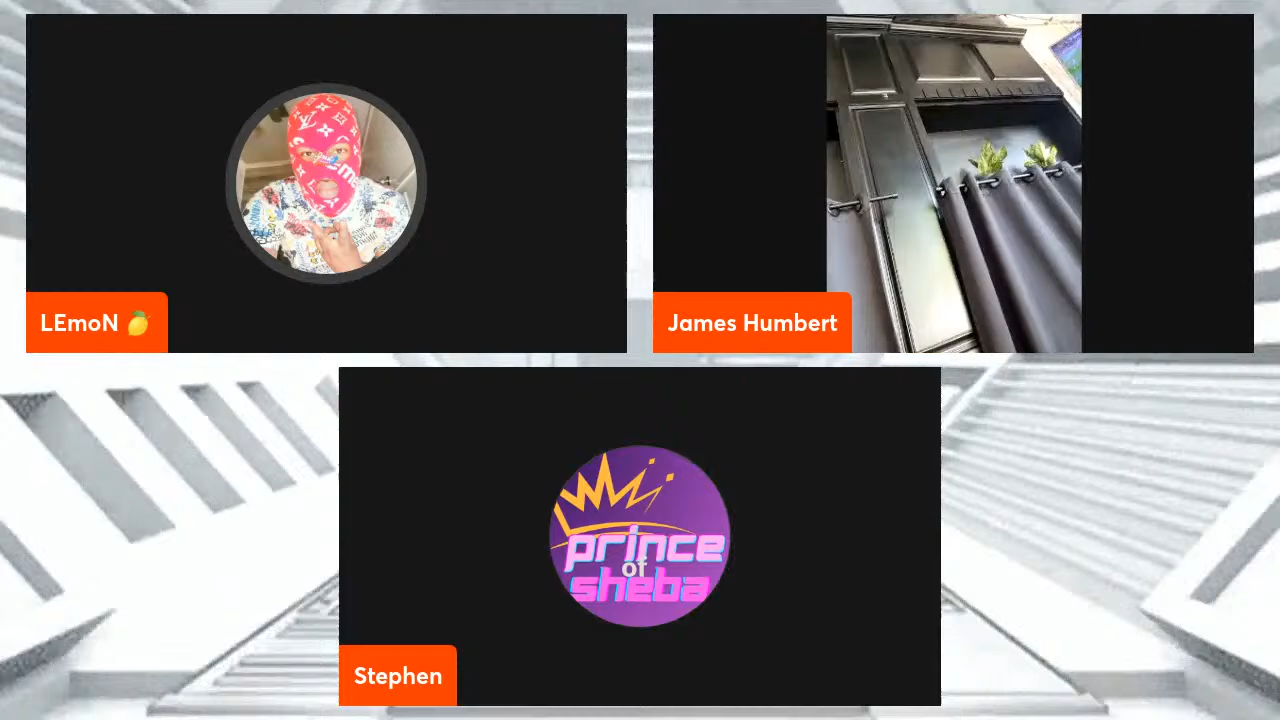 LEmoN 🍋
James Humbert
prince
of
sheba
Stephen